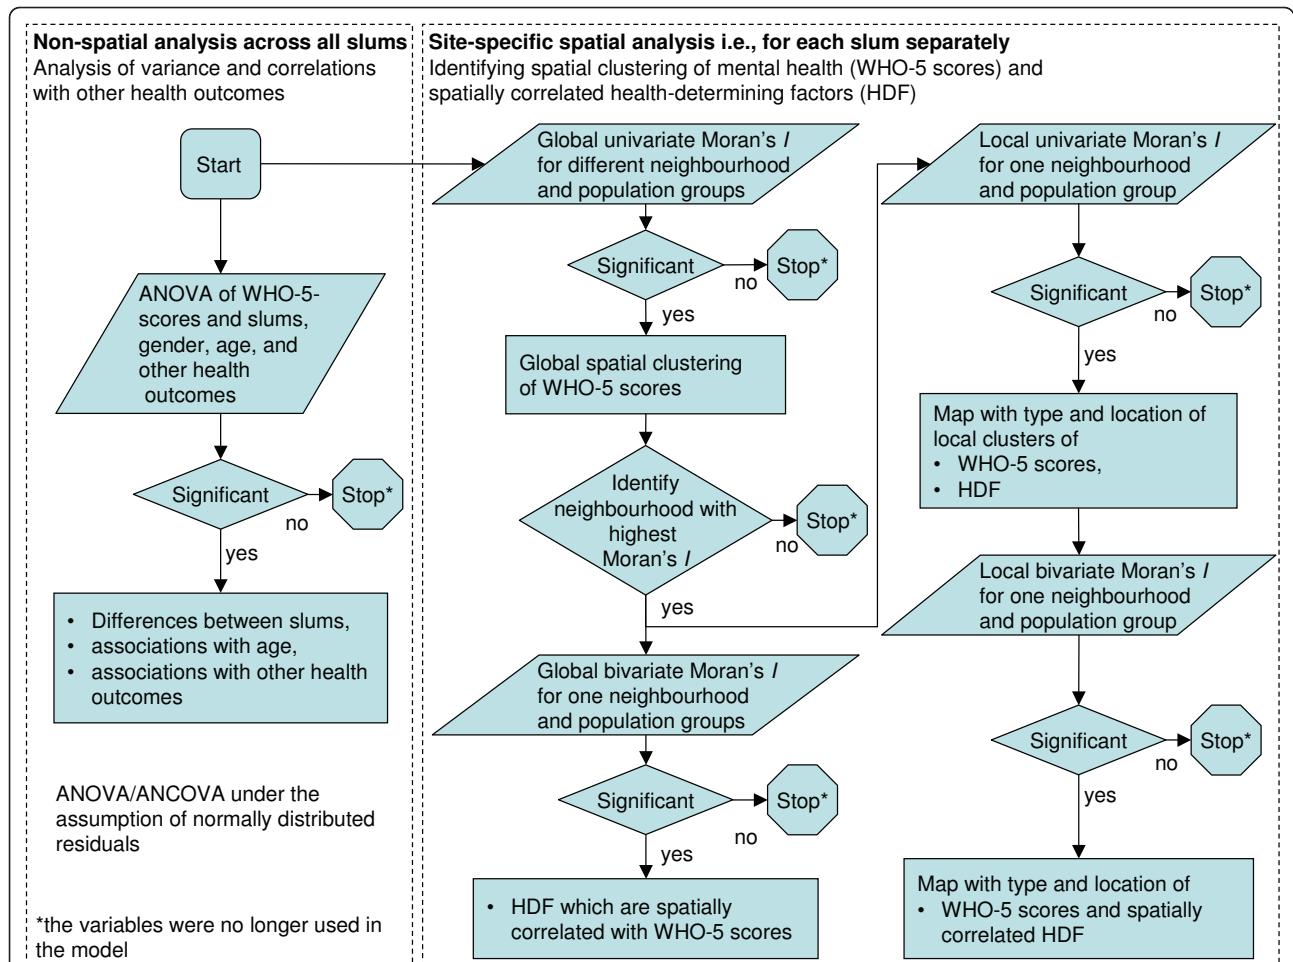 Non-spatial analysis across all slums
Analysis of variance and correlations
with other health outcomes
Start
ANOVA of WHO-5-
scores and slums,
gender, age, and
other health
outcomes
Significant
no
Stop*
yes
• Differences between slums,
• associations with age,
• associations with other health
outcomes
ANOVA/ANCOVA under the
assumption of normally distributed
residuals
*the variables were no longer used in
the model
Site-specific spatial analysis i.e., for each slum separately
Identifying spatial clustering of mental health (WHO-5 scores) and
spatially correlated health-determining factors (HDF)
Global univariate Moran's I
for different neighbourhood
and population groups
Significant
no
Stop*
yes
Global spatial clustering
of WHO-5 scores
Identify
neighbourhood with
highest
Moran's I
no
Stop*
yes
Global bivariate Moran's I
for one neighbourhood
and population groups
Significant
no
Stop*
yes
• HDF which are spatially
correlated with WHO-5 scores
Local univariate Moran's I
for one neighbourhood
and population group
Significant
no
Stop*
yes
Map with type and location of
local clusters of
• WHO-5 scores,
• HDF
Local bivariate Moran's I
for one neighbourhood
and population group
Significant
no
Stop*
yes
Map with type and location of
• WHO-5 scores and spatially
correlated HDF